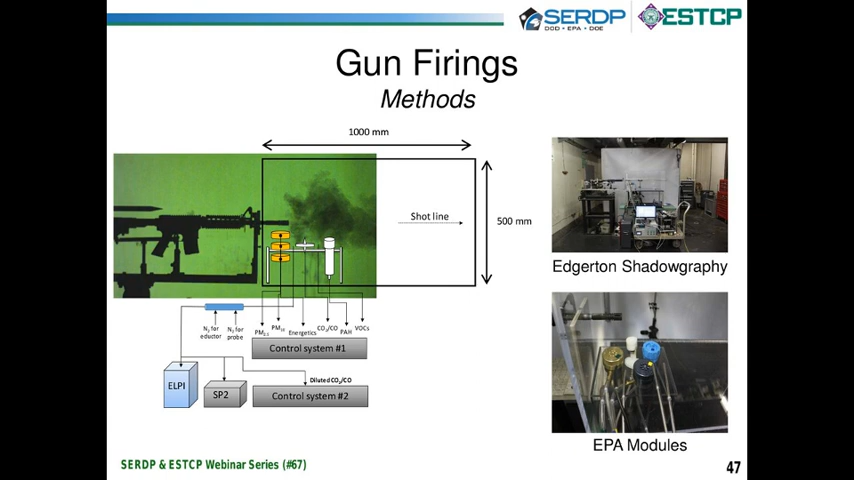 SERDP
DOD • EPA • DOE
ESTCP
Gun Firings
Methods
1000 mm
Shot line
500 mm
Edgerton Shadowgraphy
N2 for
eductor
N2 for
probe
PM2.5
PM10
Energetics
CO2/CO
PAH
VOCs
Control system #1
ELPI
SP2
Diluted CO2/CO
Control system #2
EPA Modules
SERDP & ESTCP Webinar Series (#67)
47